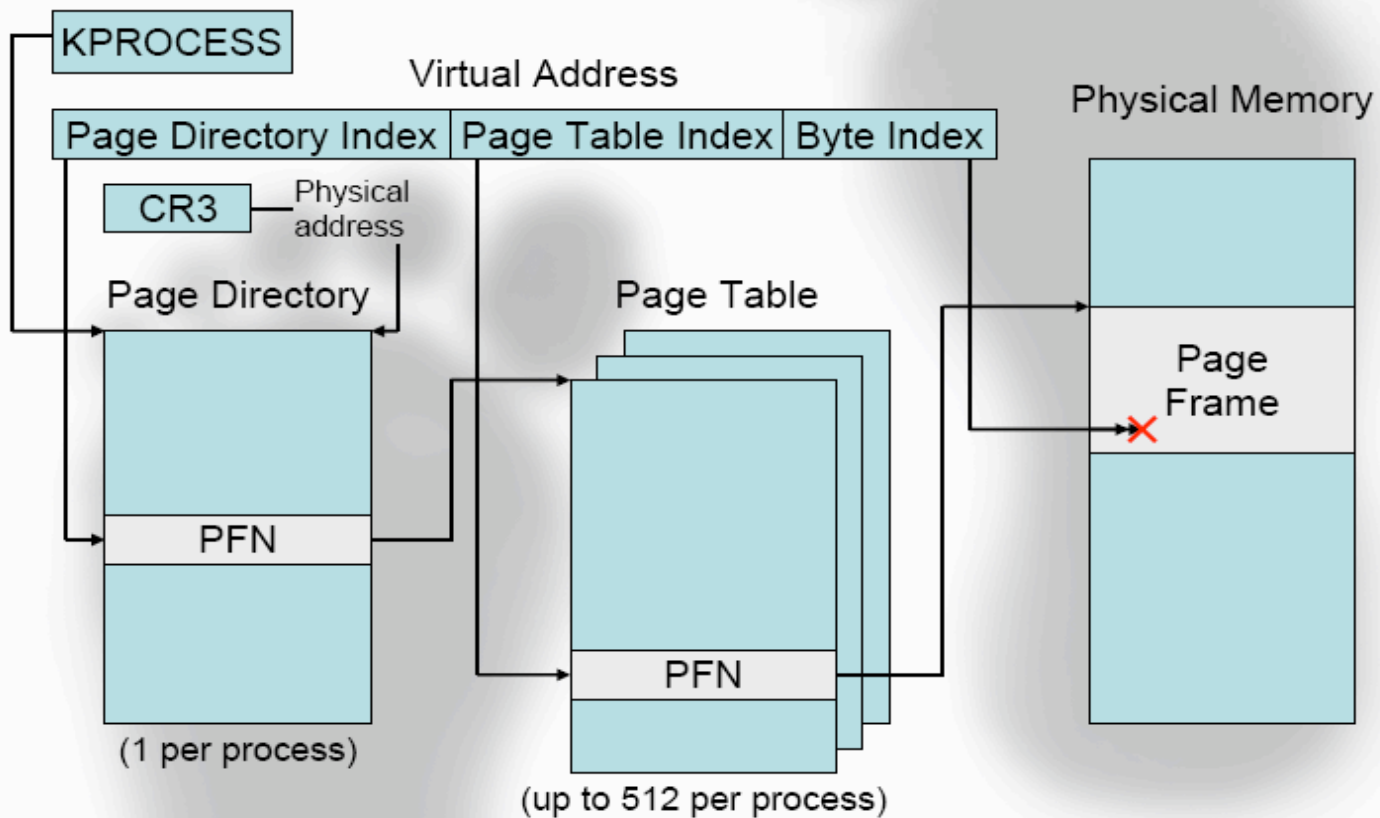 KPROCESS
Virtual Address
Physical Memory
Page Directory Index
Page Table Index
Byte Index
CR3
Physical
address
Page Directory
Page Table
Page
Frame
PFN
PFN
(1 per process)
(up to 512 per process)